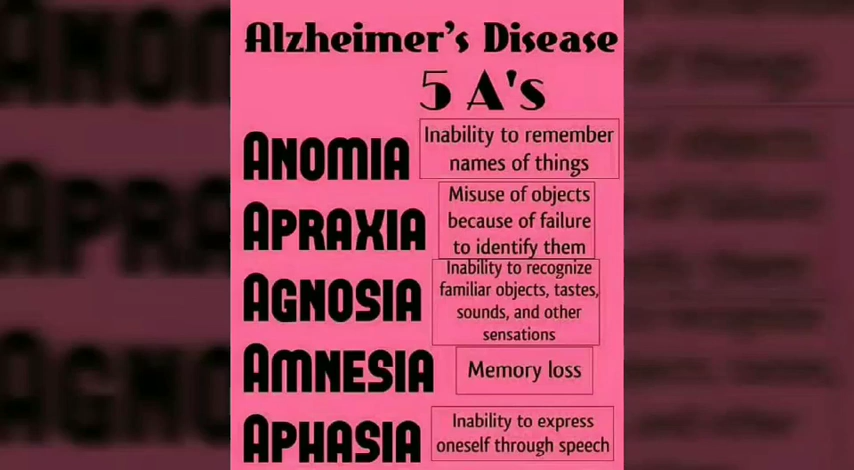 Alzheimer's Disease
5 A's
ANOMIA
Inability to remember
names of things
APRAXIA
Misuse of objects
because of failure
to identify them
AGNOSIA
Inability to recognize
familiar objects, tastes,
sounds, and other
sensations
AMNESIA
Memory loss
APHASIA
Inability to express
oneself through speech